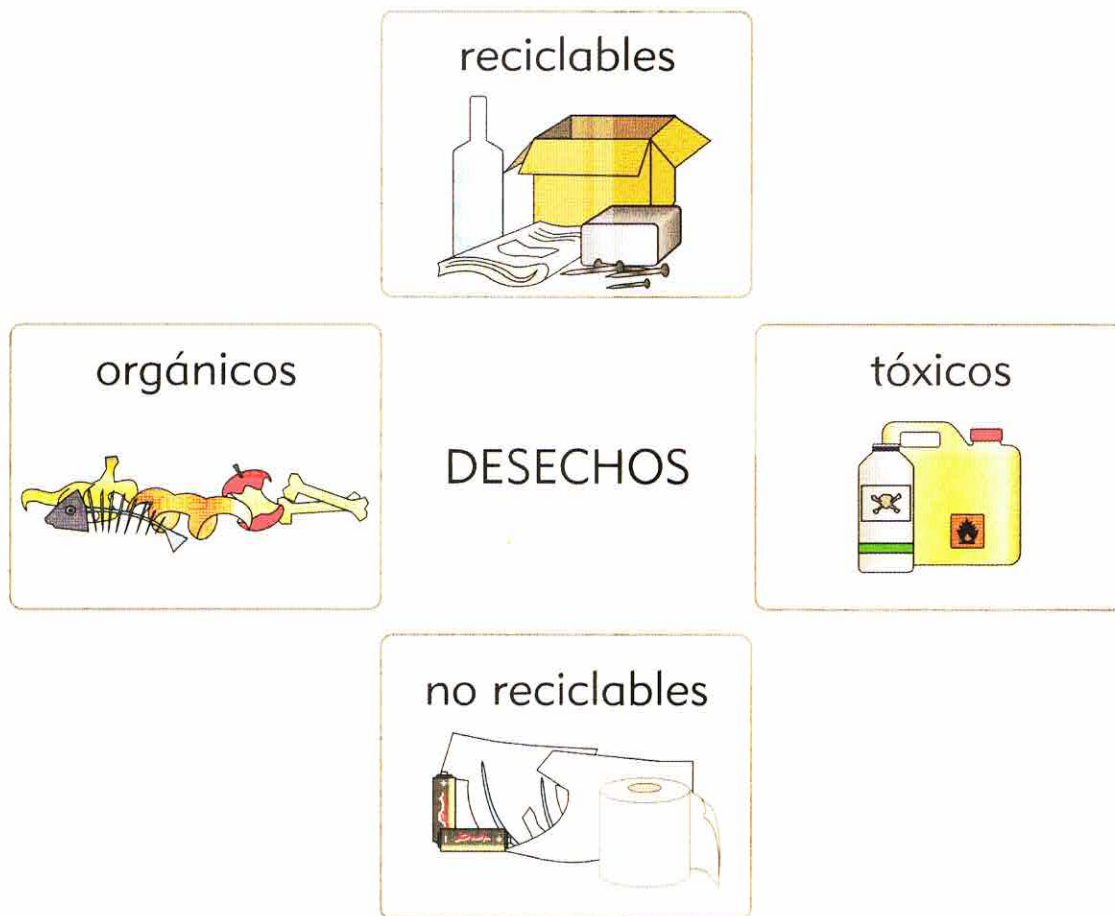 reciclables
orgánicos
DESECHOS
tóxicos
no reciclables